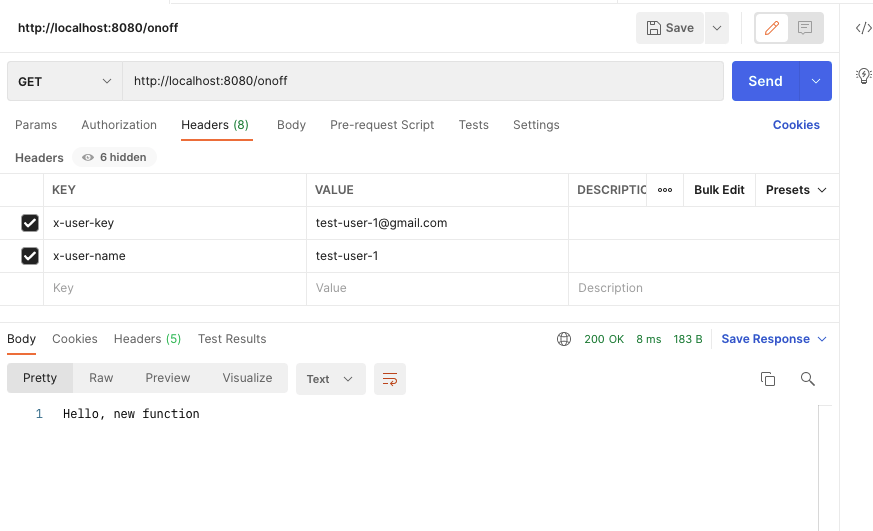 http://localhost:8080/onoff
Save
GET
http://localhost:8080/onoff
Send
Params Authorization Headers (8) Body Pre-request Script Tests Settings Cookies
Headers 6 hidden
KEY VALUE DESCRIPTIC Bulk Edit Presets
x-user-key test-user-1@gmail.com
x-user-name test-user-1
Key Value Description
Body Cookies Headers (5) Test Results 200 OK 8 ms 183 B Save Response
Pretty Raw Preview Visualize Text
1 Hello, new function